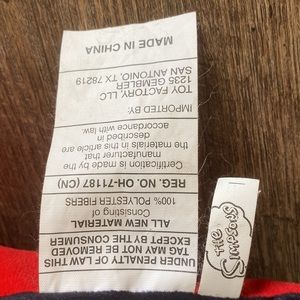 UNDER PENALTY OF LAW THIS
TAG MAY NOT BE REMOVED
EXCEPT BY THE CONSUMER
ALL NEW MATERIAL
Consisting of
100% POLYESTER FIBERS
REG. NO. OH-71187 (CN)
Certification is made by the
manufacturer that
the materials in this article are
described in
accordance with law.
IMPORTED BY:
TOY FACTORY, LLC
1235 GEMBLER
SAN ANTONIO, TX 78219
MADE IN CHINA
The
Simpsons